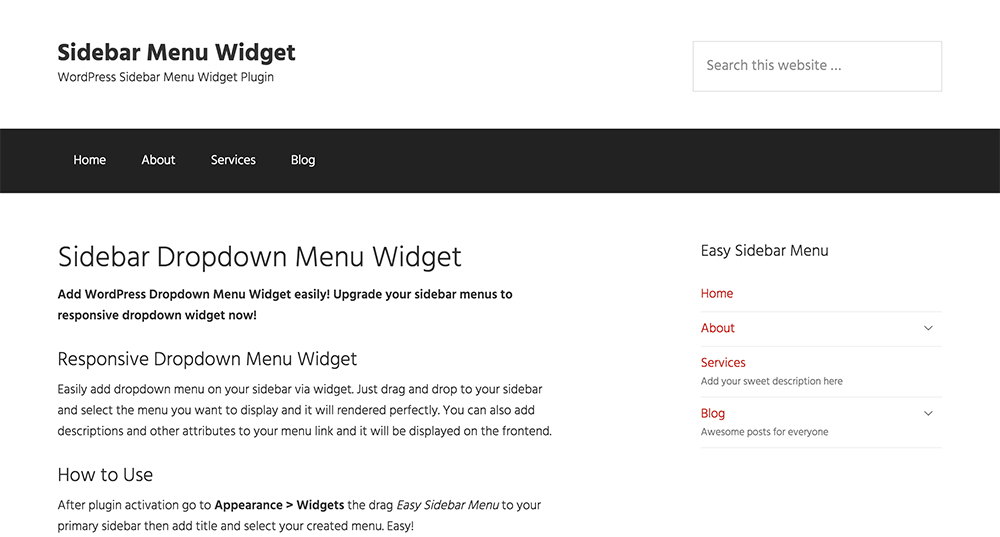 Sidebar Menu Widget
WordPress Sidebar Menu Widget Plugin
Search this website ...
Home About Services Blog
Sidebar Dropdown Menu Widget
Add WordPress Dropdown Menu Widget easily! Upgrade your sidebar menus to
responsive dropdown widget now!
Responsive Dropdown Menu Widget
Easily add dropdown menu on your sidebar via widget. Just drag and drop to your sidebar
and select the menu you want to display and it will rendered perfectly. You can also add
descriptions and other attributes to your menu link and it will be displayed on the frontend.
How to Use
After plugin activation go to Appearance > Widgets the drag Easy Sidebar Menu to your
primary sidebar then add title and select your created menu. Easy!
Easy Sidebar Menu
Home
About
Services
Add your sweet description here
Blog
Awesome posts for everyone